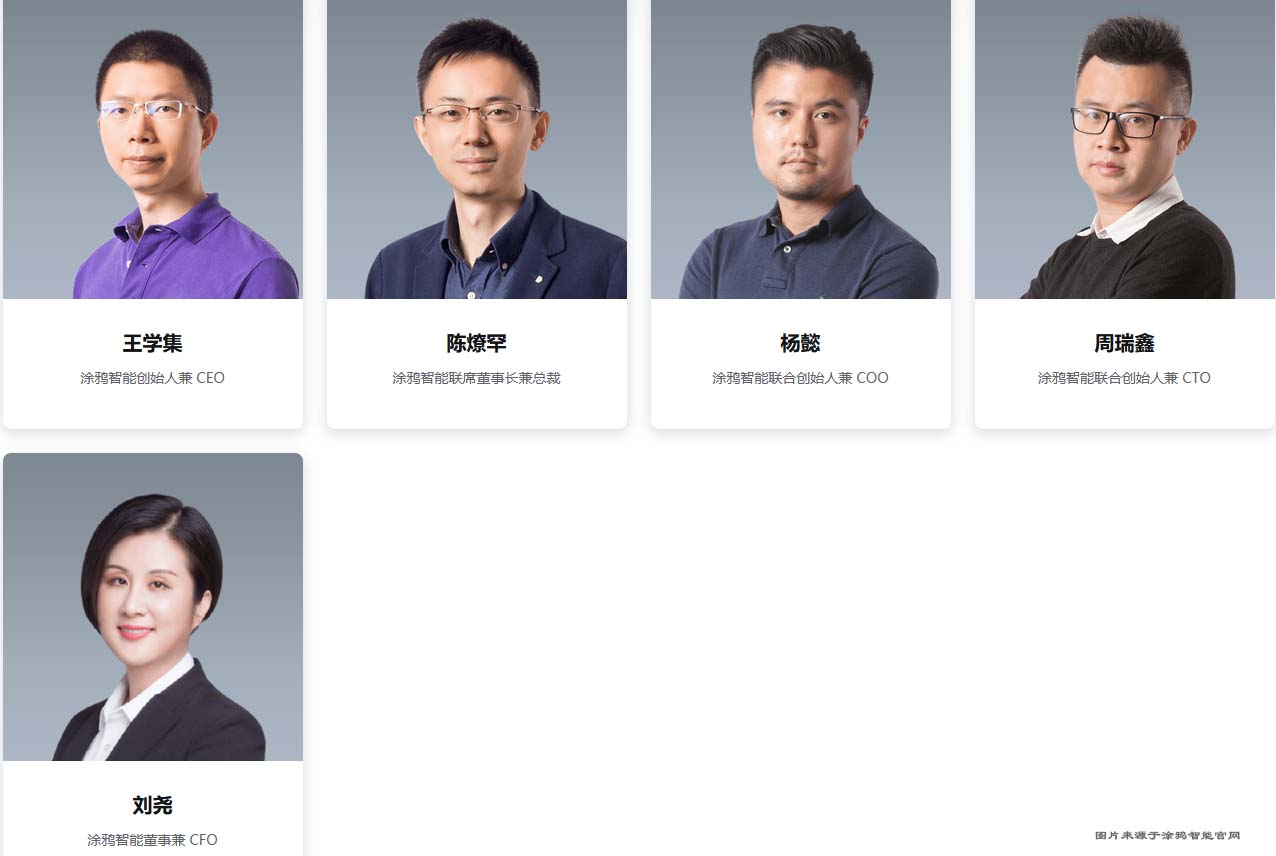 王学集
涂鸦智能创始人兼 CEO
陈燎罕
涂鸦智能联席董事长兼总裁
杨懿
涂鸦智能联合创始人兼 COO
周瑞鑫
涂鸦智能联合创始人兼 CTO
刘尧
涂鸦智能董事兼 CFO
图片来源于涂鸦智能官网